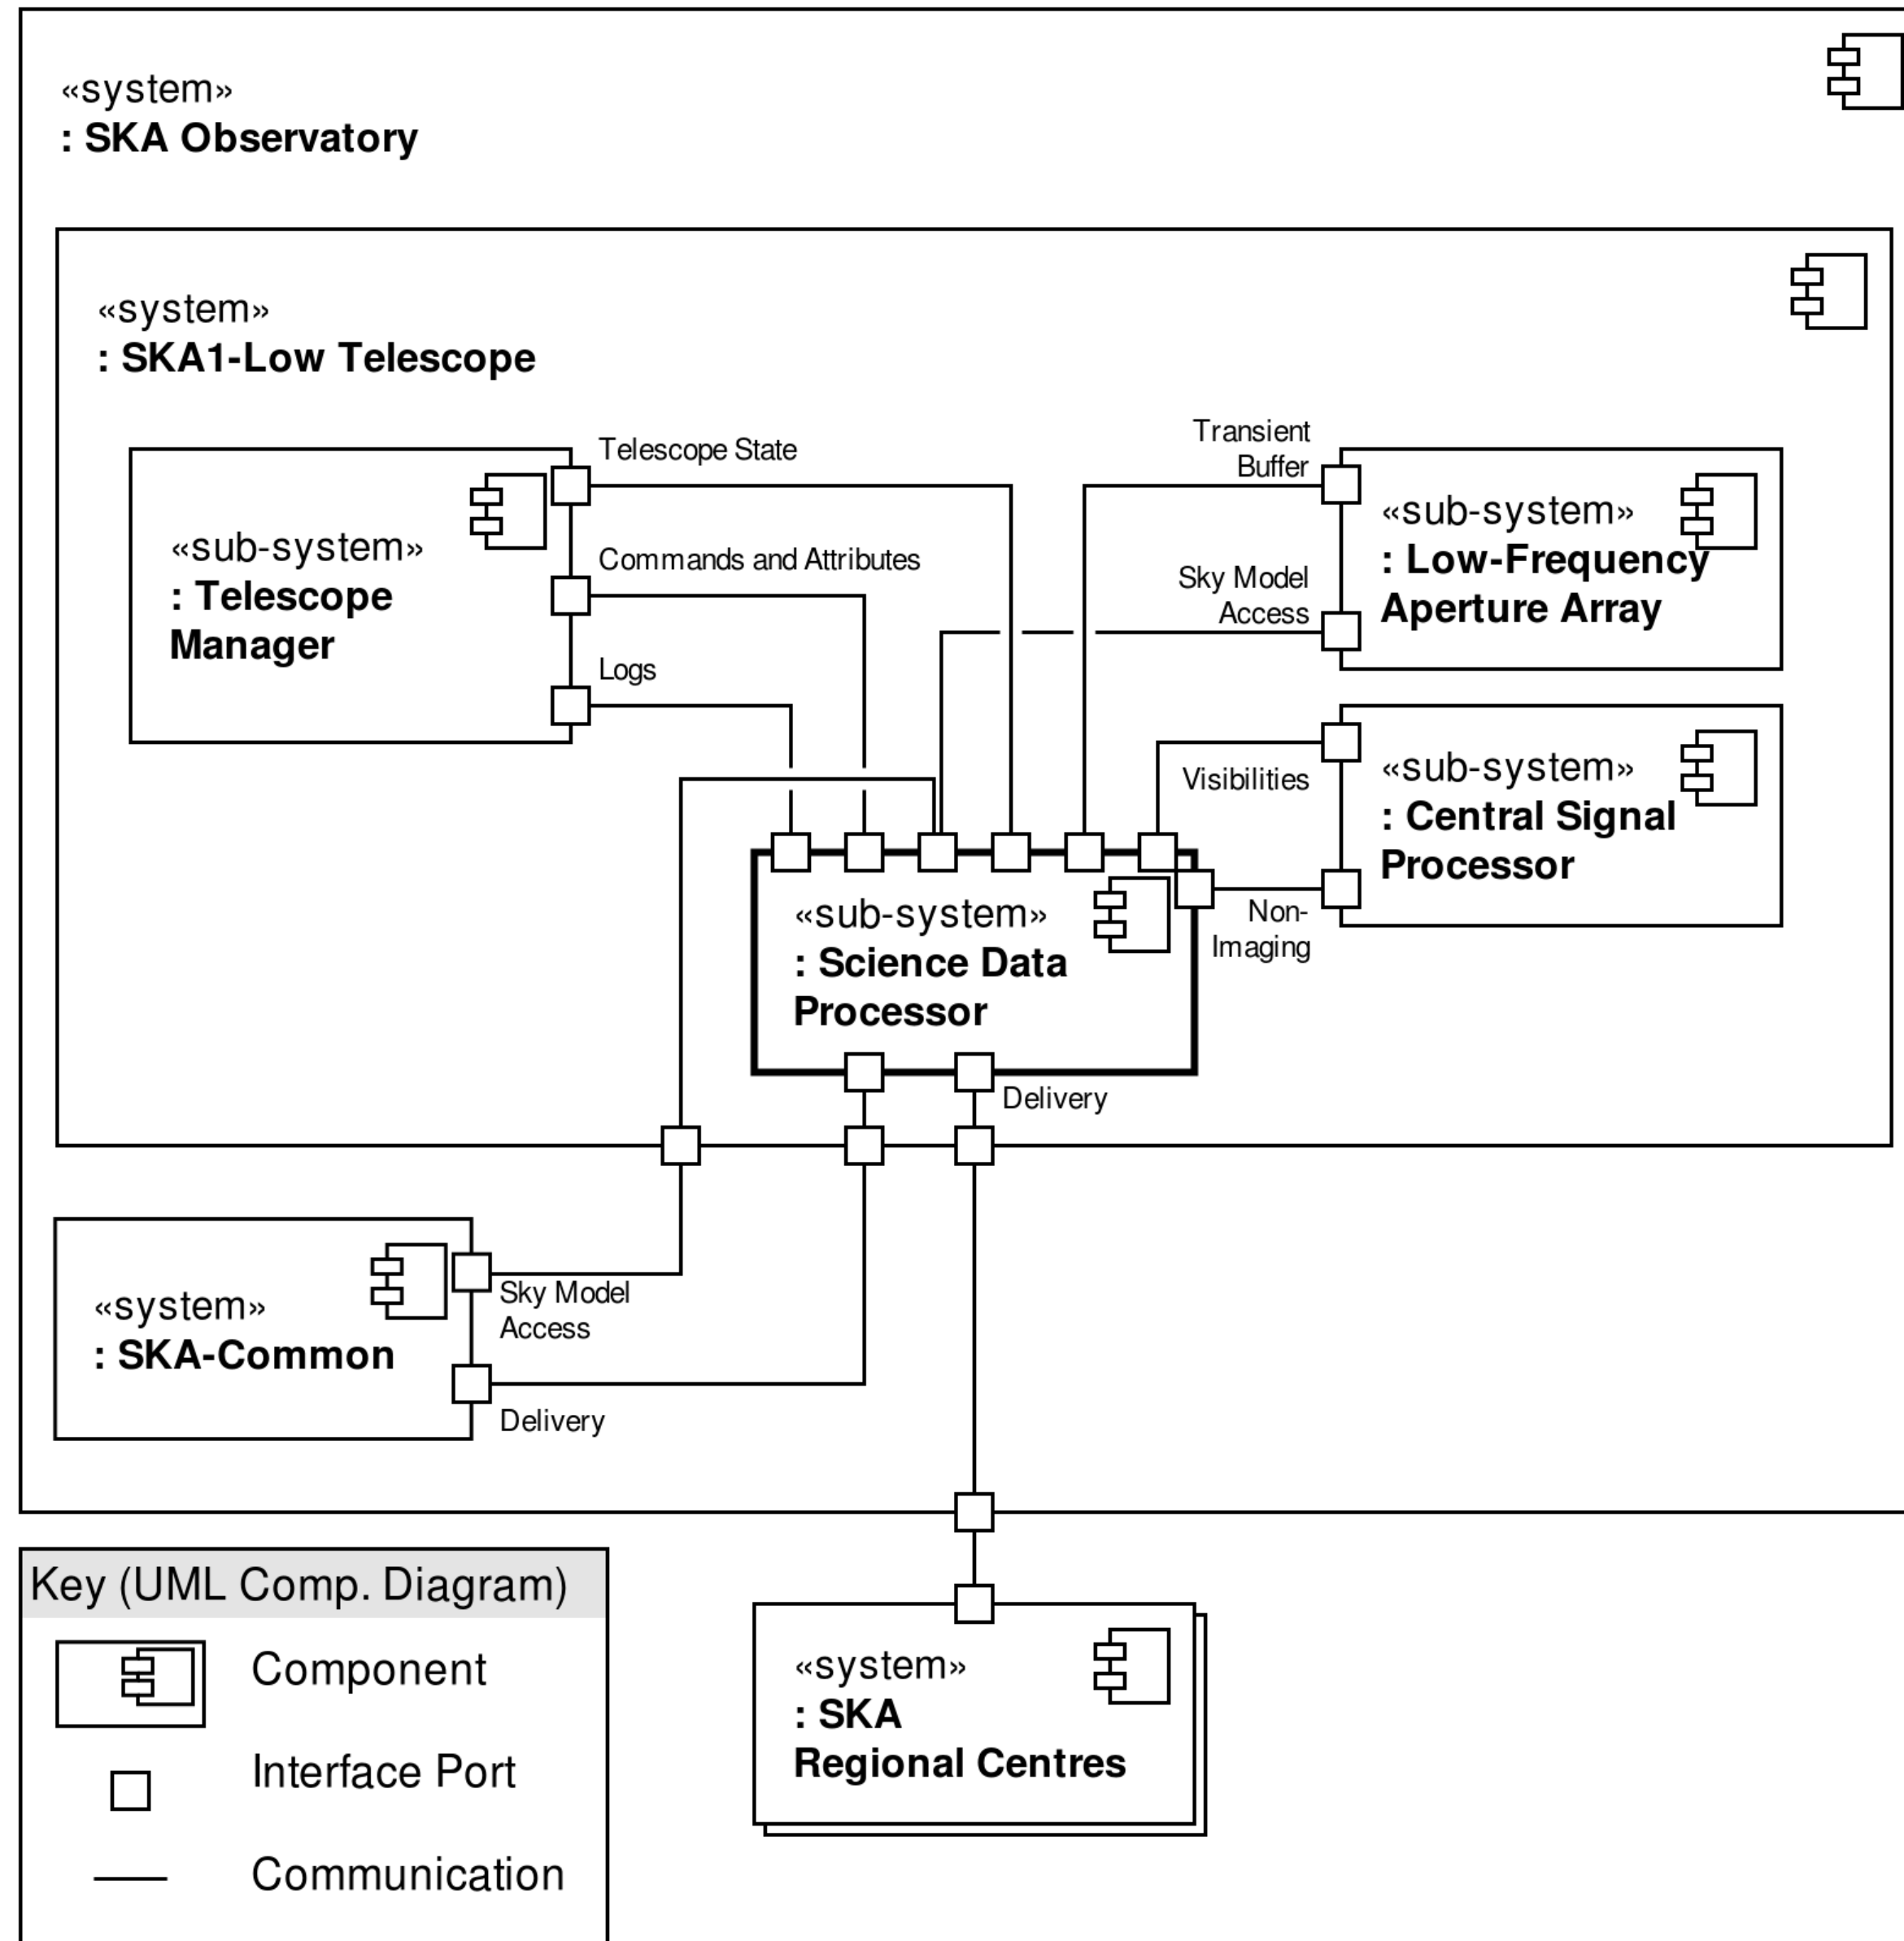 «system»
: SKA Observatory
«system»
: SKA1-Low Telescope
Telescope State
«sub-system»
: Telescope
Manager
Commands and Attributes
Logs
Transient
Buffer
Sky Model
Access
«sub-system»
: Low-Frequency
Aperture Array
Visibilities
«sub-system»
: Central Signal
Processor
Non-
Imaging
«sub-system»
: Science Data
Processor
Delivery
«system»
: SKA-Common
Sky Model
Access
Delivery
Key (UML Comp. Diagram)
Component
Interface Port
Communication
«system»
: SKA
Regional Centres